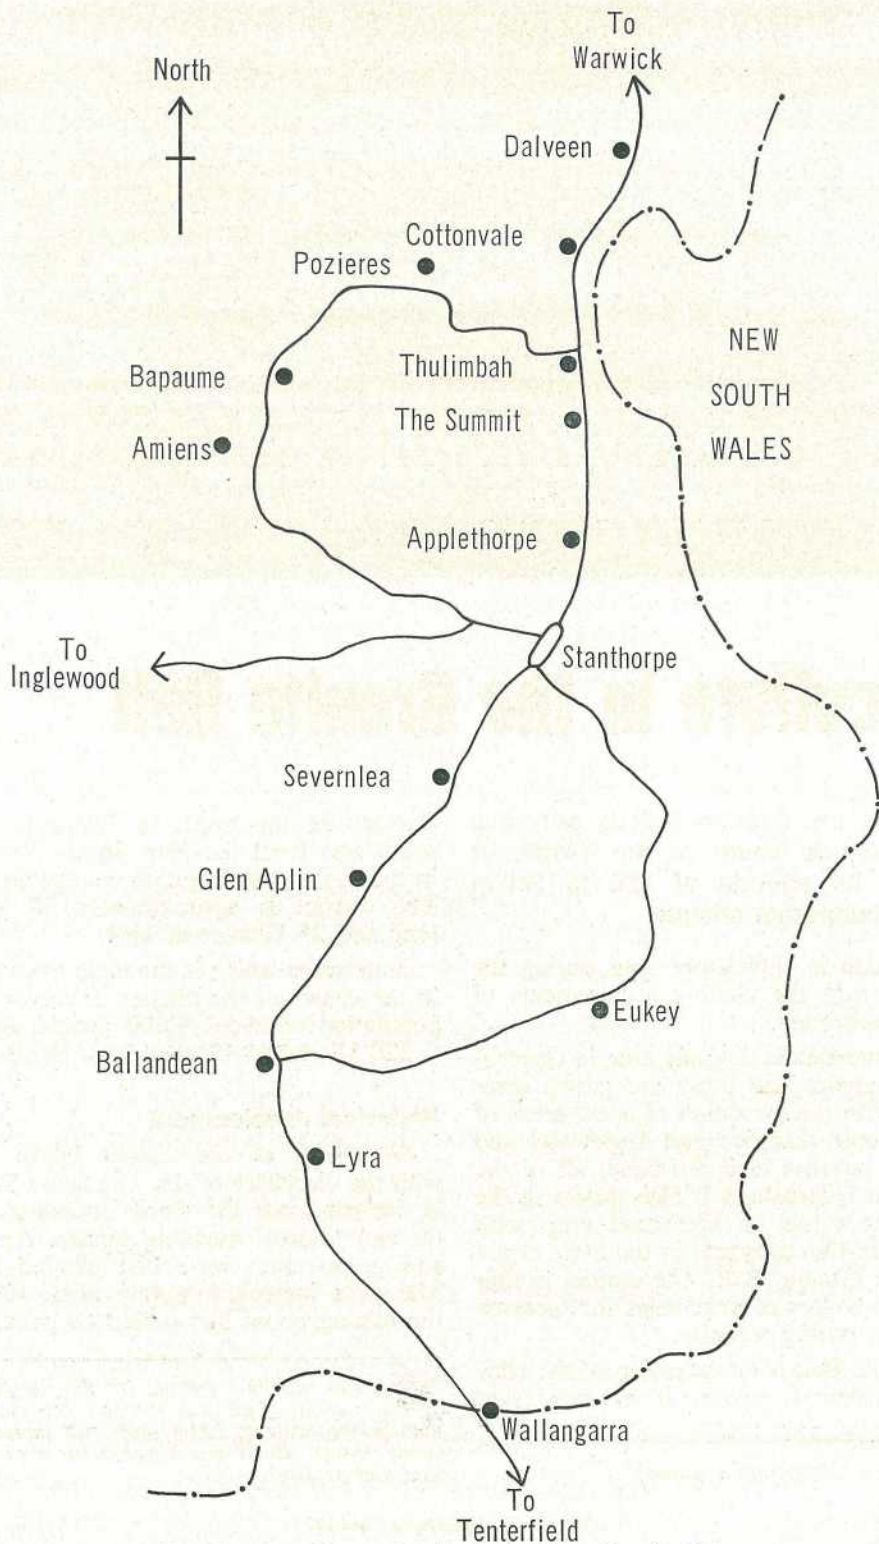 To
Warwick
North
Dalveen
Cottonvale
Pozieres
NEW
SOUTH
WALES
Thulimbah
Bapaume
The Summit
Amiens
Applethorpe
To
Inglewood
Stanthorpe
Severnlea
Glen Aplin
Eukey
Ballandean
Lyra
Wallangarra
To
Tenterfield